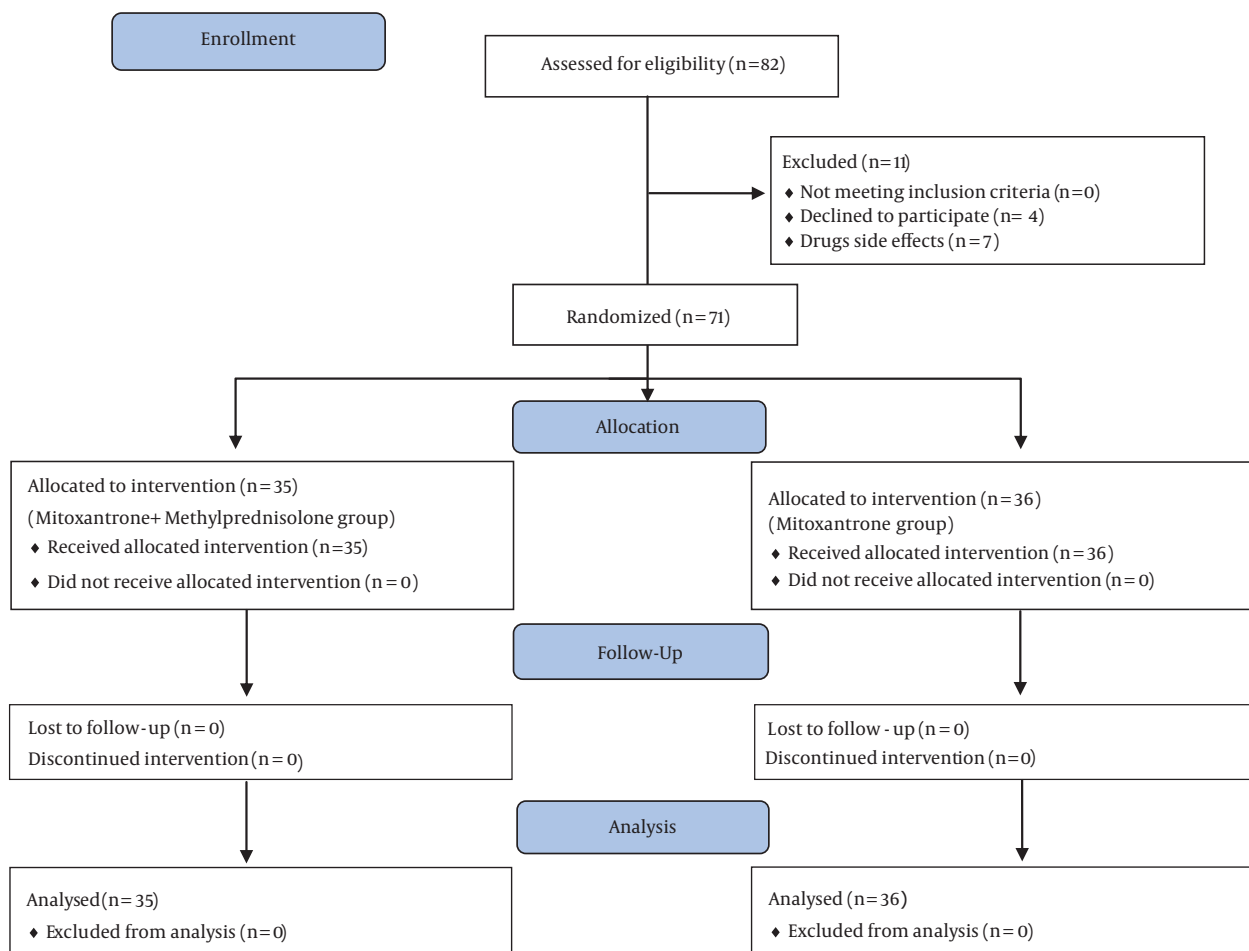 Enrollment
Assessed for eligibility (n=82)
Excluded (n=11)
♦ Not meeting inclusion criteria (n=0)
♦ Declined to participate (n= 4)
♦ Drugs side effects (n=7)
Randomized (n=71)
Allocation
Allocated to intervention (n=35)
(Mitoxantrone+ Methylprednisolone group)
♦ Received allocated intervention (n=35)
♦ Did not receive allocated intervention (n=0)
Allocated to intervention (n=36)
(Mitoxantrone group)
♦ Received allocated intervention (n=36)
♦ Did not receive allocated intervention (n=0)
Follow-Up
Lost to follow-up (n=0)
Discontinued intervention (n=0)
Lost to follow - up (n=0)
Discontinued intervention (n=0)
Analysis
Analysed (n=35)
♦ Excluded from analysis (n=0)
Analysed (n=36)
♦ Excluded from analysis (n=0)